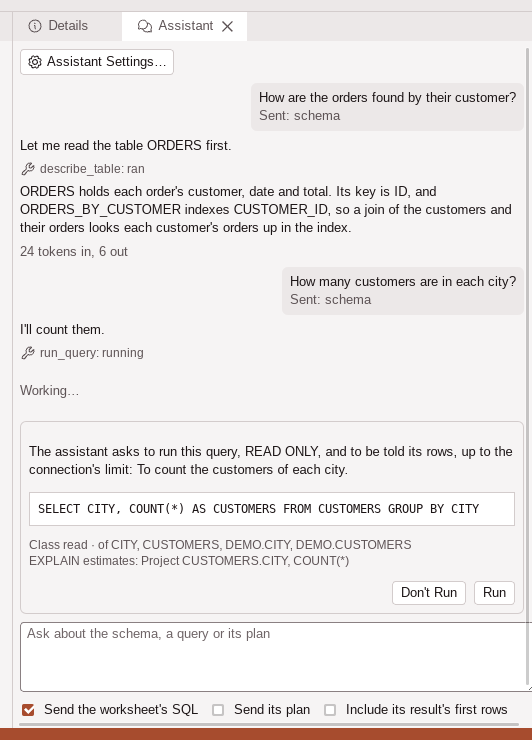 Details
Assistant
Assistant Settings…
How are the orders found by their customer?
Sent: schema
Let me read the table ORDERS first.
describe_table: ran
ORDERS holds each order's customer, date and total. Its key is ID, and
ORDERS_BY_CUSTOMER indexes CUSTOMER_ID, so a join of the customers and
their orders looks each customer's orders up in the index.
24 tokens in, 6 out
How many customers are in each city?
Sent: schema
I'll count them.
run_query: running
Working…
The assistant asks to run this query, READ ONLY, and to be told its rows, up to the
connection's limit: To count the customers of each city.
SELECT CITY, COUNT(*) AS CUSTOMERS FROM CUSTOMERS GROUP BY CITY
Class read · of CITY, CUSTOMERS, DEMO.CITY, DEMO.CUSTOMERS
EXPLAIN estimates: Project CUSTOMERS.CITY, COUNT(*)
Don't Run
Run
Ask about the schema, a query or its plan
Send the worksheet's SQL
Send its plan
Include its result's first rows